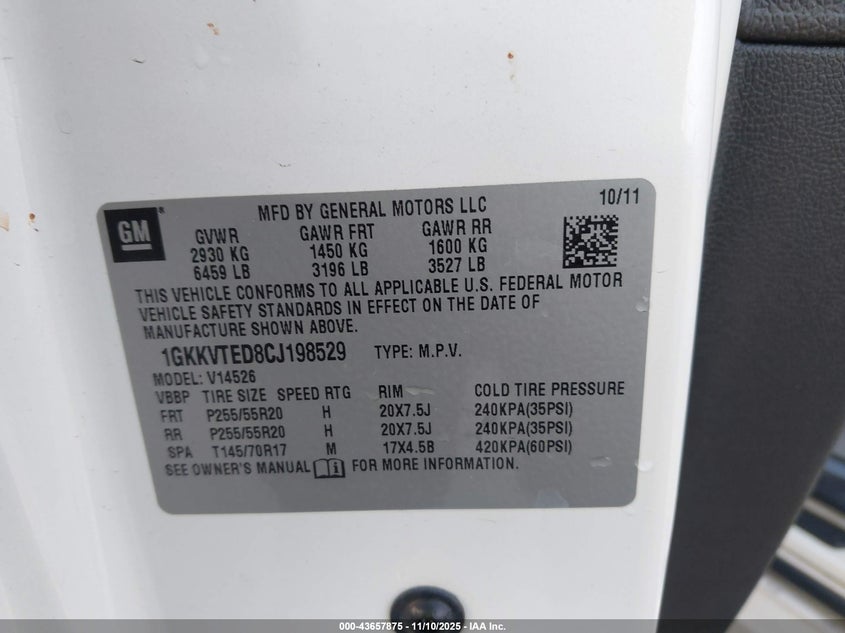 GM
MFD BY GENERAL MOTORS LLC 10/11
GVWR GAWR FRT GAWR RR
2930 KG 1450 KG 1600 KG
6459 LB 3196 LB 3527 LB
THIS VEHICLE CONFORMS TO ALL APPLICABLE U.S. FEDERAL MOTOR
VEHICLE SAFETY STANDARDS IN EFFECT ON THE DATE OF
MANUFACTURE SHOWN ABOVE.
1GKKVTED8CJ198529 TYPE: M.P.V.
MODEL: V14526
VBBP TIRE SIZE SPEED RTG RIM COLD TIRE PRESSURE
FRT P255/55R20 H 20X7.5J 240KPA(35PSI)
RR P255/55R20 H 20X7.5J 240KPA(35PSI)
SPA T145/70R17 M 17X4.5B 420KPA(60PSI)
SEE OWNER'S MANUAL FOR MORE INFORMATION.
000-43657875 - 11/10/2025 - IAA Inc.